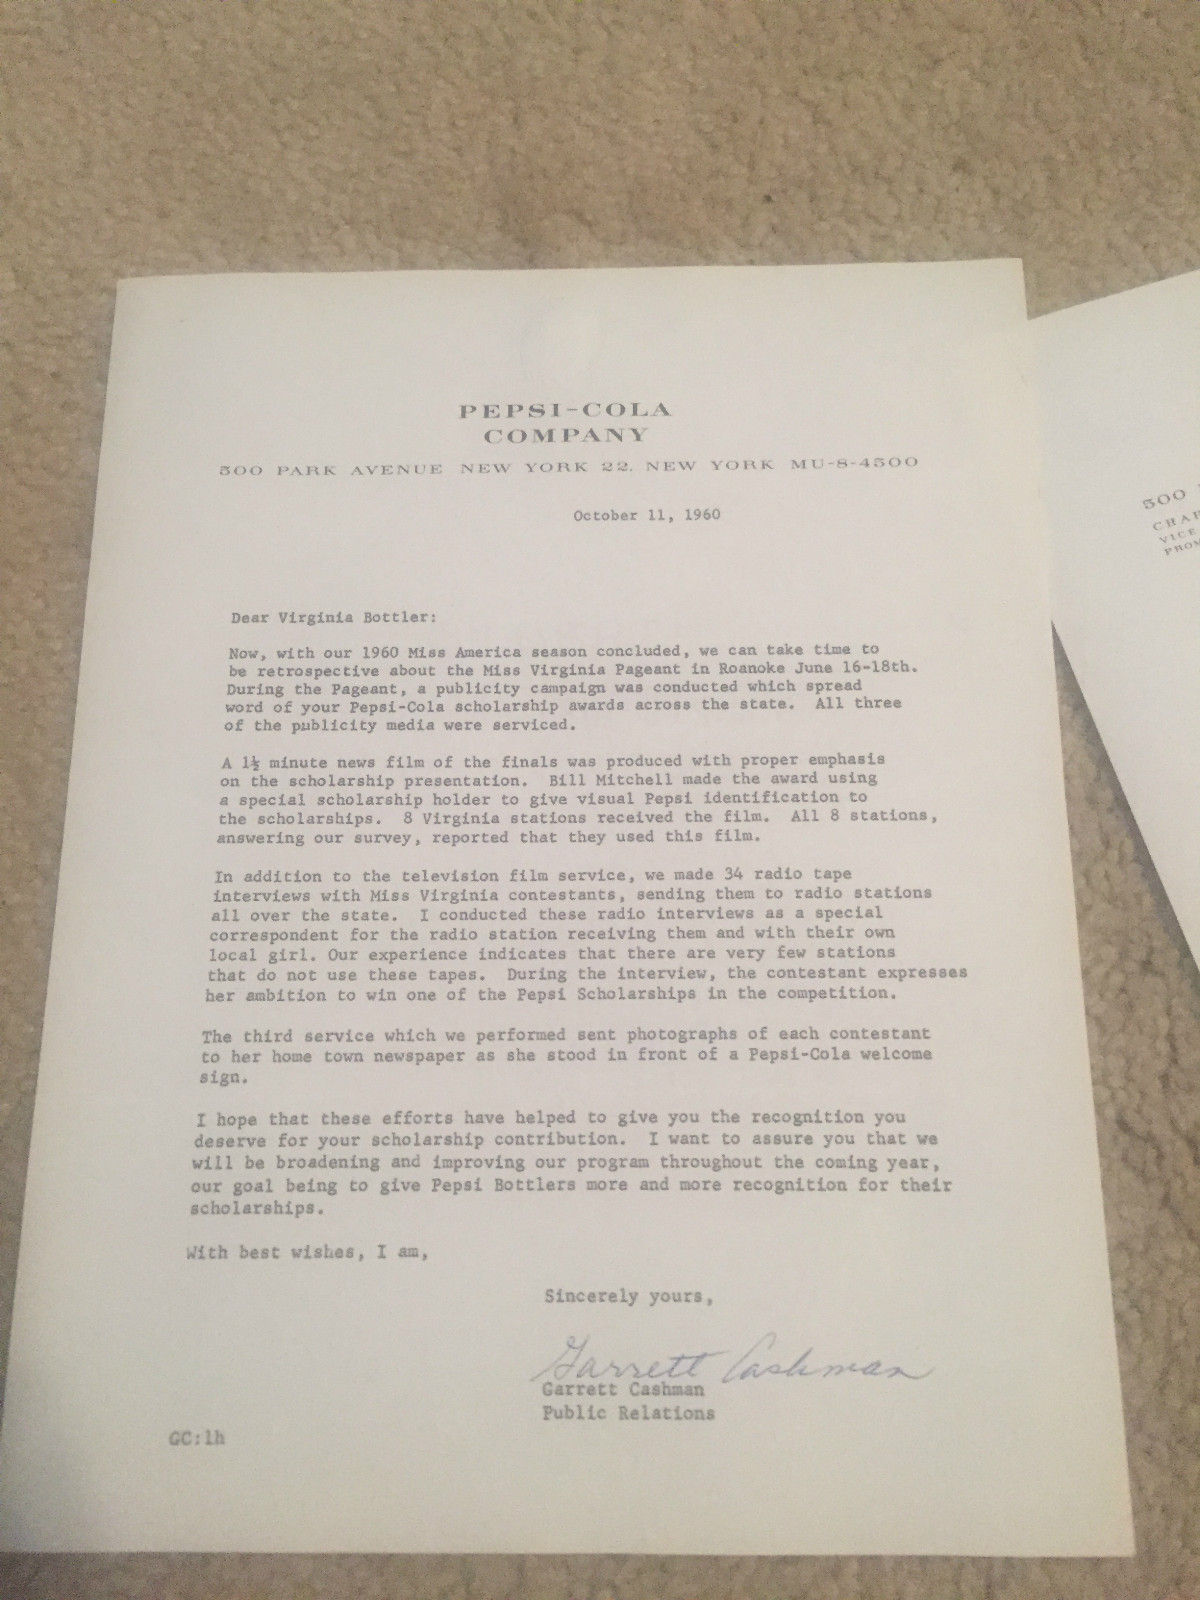 PEPSI-COLA
COMPANY
500 PARK AVENUE NEW YORK 22, NEW YORK MU-8-4500
October 11, 1960
Dear Virginia Bottler:
Now, with our 1960 Miss America season concluded, we can take time to
be retrospective about the Miss Virginia Pageant in Roanoke June 16-18th.
During the Pageant, a publicity campaign was conducted which spread
word of your Pepsi-Cola scholarship awards across the state. All three
of the publicity media were serviced.
A 1½ minute news film of the finals was produced with proper emphasis
on the scholarship presentation. Bill Mitchell made the award using
a special scholarship holder to give visual Pepsi identification to
the scholarships. 8 Virginia stations received the film. All 8 stations,
answering our survey, reported that they used this film.
In addition to the television film service, we made 34 radio tape
interviews with Miss Virginia contestants, sending them to radio stations
all over the state. I conducted these radio interviews as a special
correspondent for the radio station receiving them and with their own
local girl. Our experience indicates that there are very few stations
that do not use these tapes. During the interview, the contestant expresses
her ambition to win one of the Pepsi Scholarships in the competition.
The third service which we performed sent photographs of each contestant
to her home town newspaper as she stood in front of a Pepsi-Cola welcome
sign.
I hope that these efforts have helped to give you the recognition you
deserve for your scholarship contribution. I want to assure you that we
will be broadening and improving our program throughout the coming year,
our goal being to give Pepsi Bottlers more and more recognition for their
scholarships.
With best wishes, I am,
Sincerely yours,
Garrett Cashman
Garrett Cashman
Public Relations
GC:lh
500
VICE